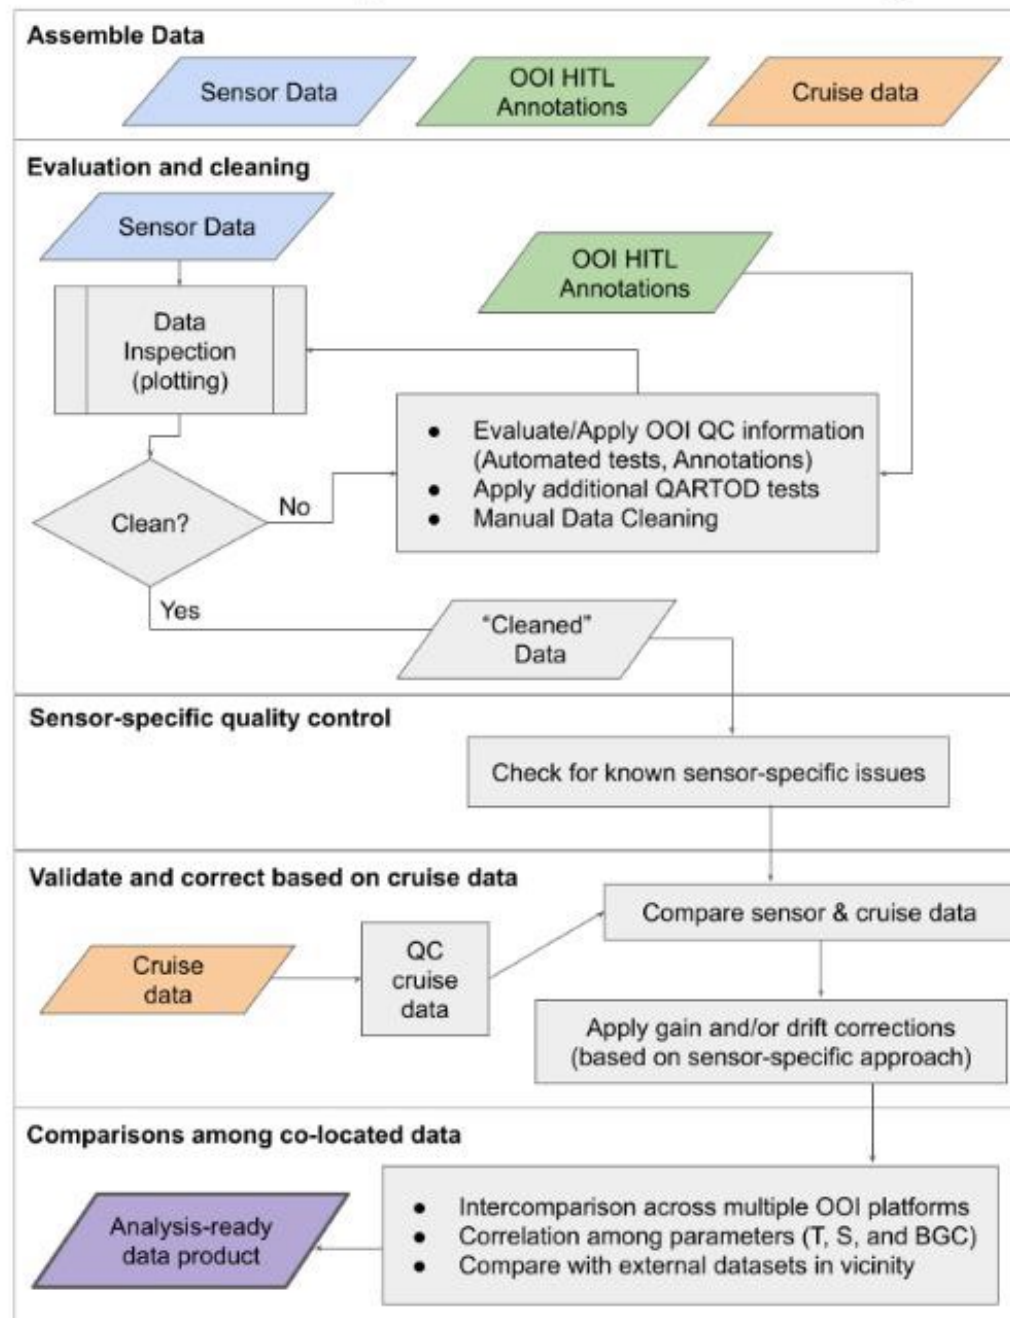 Assemble Data
Sensor Data
OOI HITL
Annotations
Cruise data
Evaluation and cleaning
Sensor Data
OOI HITL
Annotations
Data
Inspection
(plotting)
● Evaluate/Apply OOI QC information
(Automated tests, Annotations)
● Apply additional QARTOD tests
● Manual Data Cleaning
Clean?
No
Yes
“Cleaned”
Data
Sensor-specific quality control
Check for known sensor-specific issues
Validate and correct based on cruise data
Compare sensor & cruise data
Cruise
data
QC
cruise
data
Apply gain and/or drift corrections
(based on sensor-specific approach)
Comparisons among co-located data
● Intercomparison across multiple OOI platforms
● Correlation among parameters (T, S, and BGC)
● Compare with external datasets in vicinity
Analysis-ready
data product